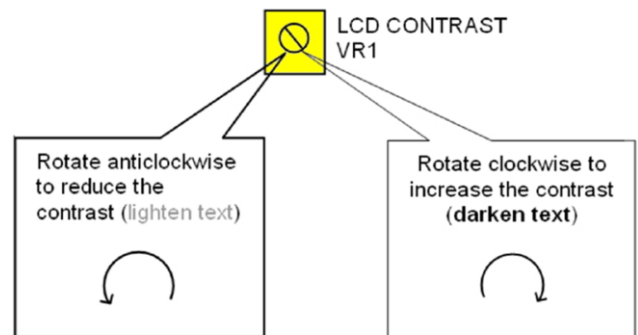 LCD CONTRAST
VR1
Rotate anticlockwise
to reduce the
contrast (lighten text)
Rotate clockwise to
increase the contrast
(darken text)